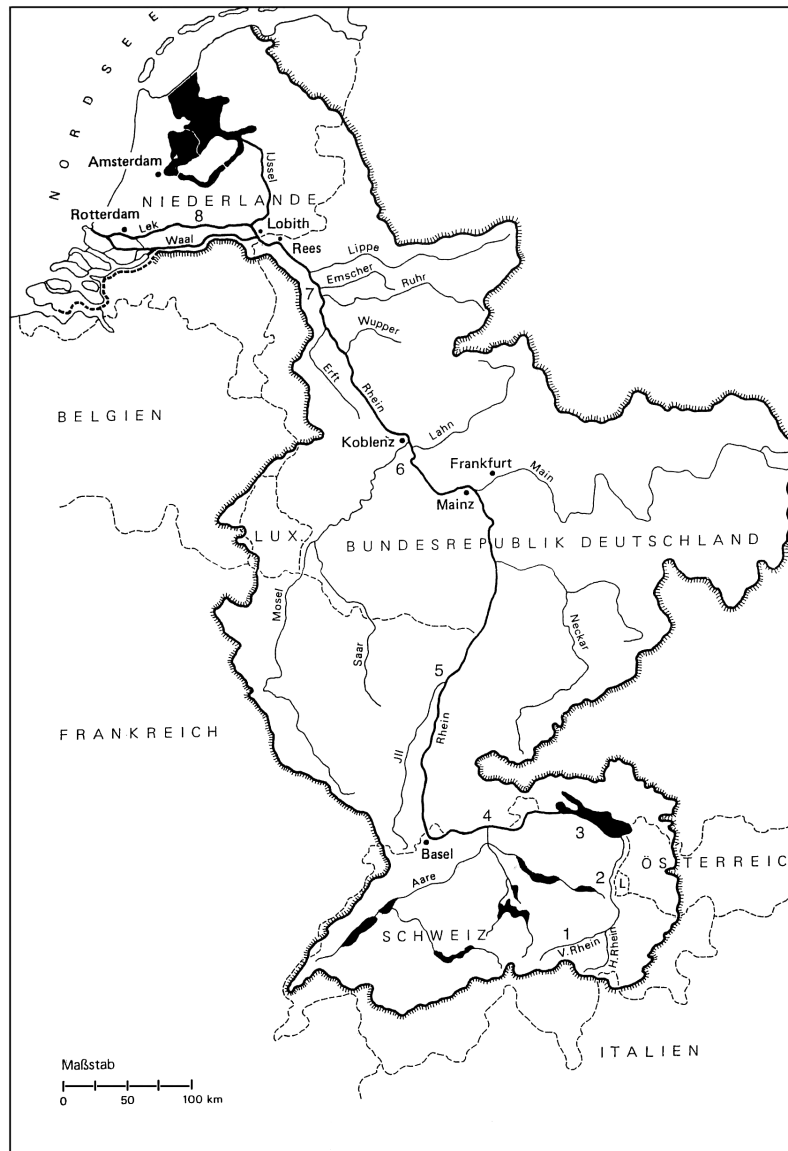 NORDSEE
Amsterdam
IJssel
NIEDERLANDE
8
Rotterdam
Lek
Lobith
Waal
Rees
Lippe
Emscher
Ruhr
7
Wupper
Erft
Rhein
BELGIEN
Koblenz
Lahn
6
Frankfurt
Main
Mainz
LUX.
BUNDESREPUBLIK DEUTSCHLAND
Mosel
Saar
Neckar
5
FRANKREICH
Rhein
Jll
4
3
Basel
ÖSTERREIC
Aare
2
L
1
SCHWEIZ
V.Rhein
H.Rhein
ITALIEN
Maßstab
0 50 100 km